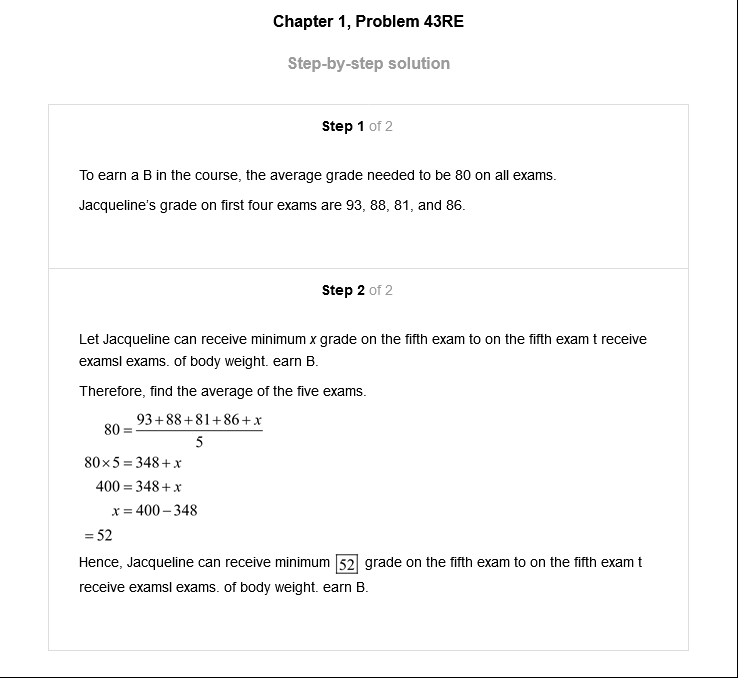 Chapter 1, Problem 43RE
Step-by-step solution
Step 1 of 2
To earn a B in the course, the average grade needed to be 80 on all exams.
Jacqueline's grade on first four exams are 93, 88, 81, and 86.
Step 2 of 2
Let Jacqueline can receive minimum x grade on the fifth exam to on the fifth exam t receive
examsl exams. of body weight. earn B.
Therefore, find the average of the five exams.
80 = (93+88+81+86+x)/5
80×5 = 348+x
400 = 348+x
x = 400−348
= 52
Hence, Jacqueline can receive minimum 52 grade on the fifth exam to on the fifth exam t
receive examsl exams. of body weight. earn B.